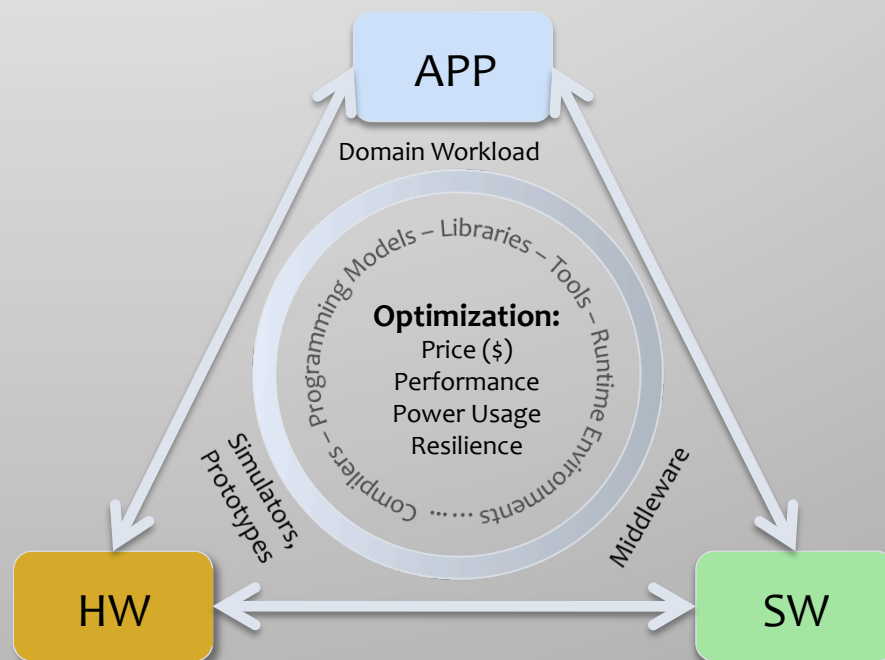 APP
Domain Workload
Compilers – Programming Models – Libraries – Tools – Runtime Environments ......
Optimization:
Price ($)
Performance
Power Usage
Resilience
Simulators,
Prototypes
Middleware
HW
SW